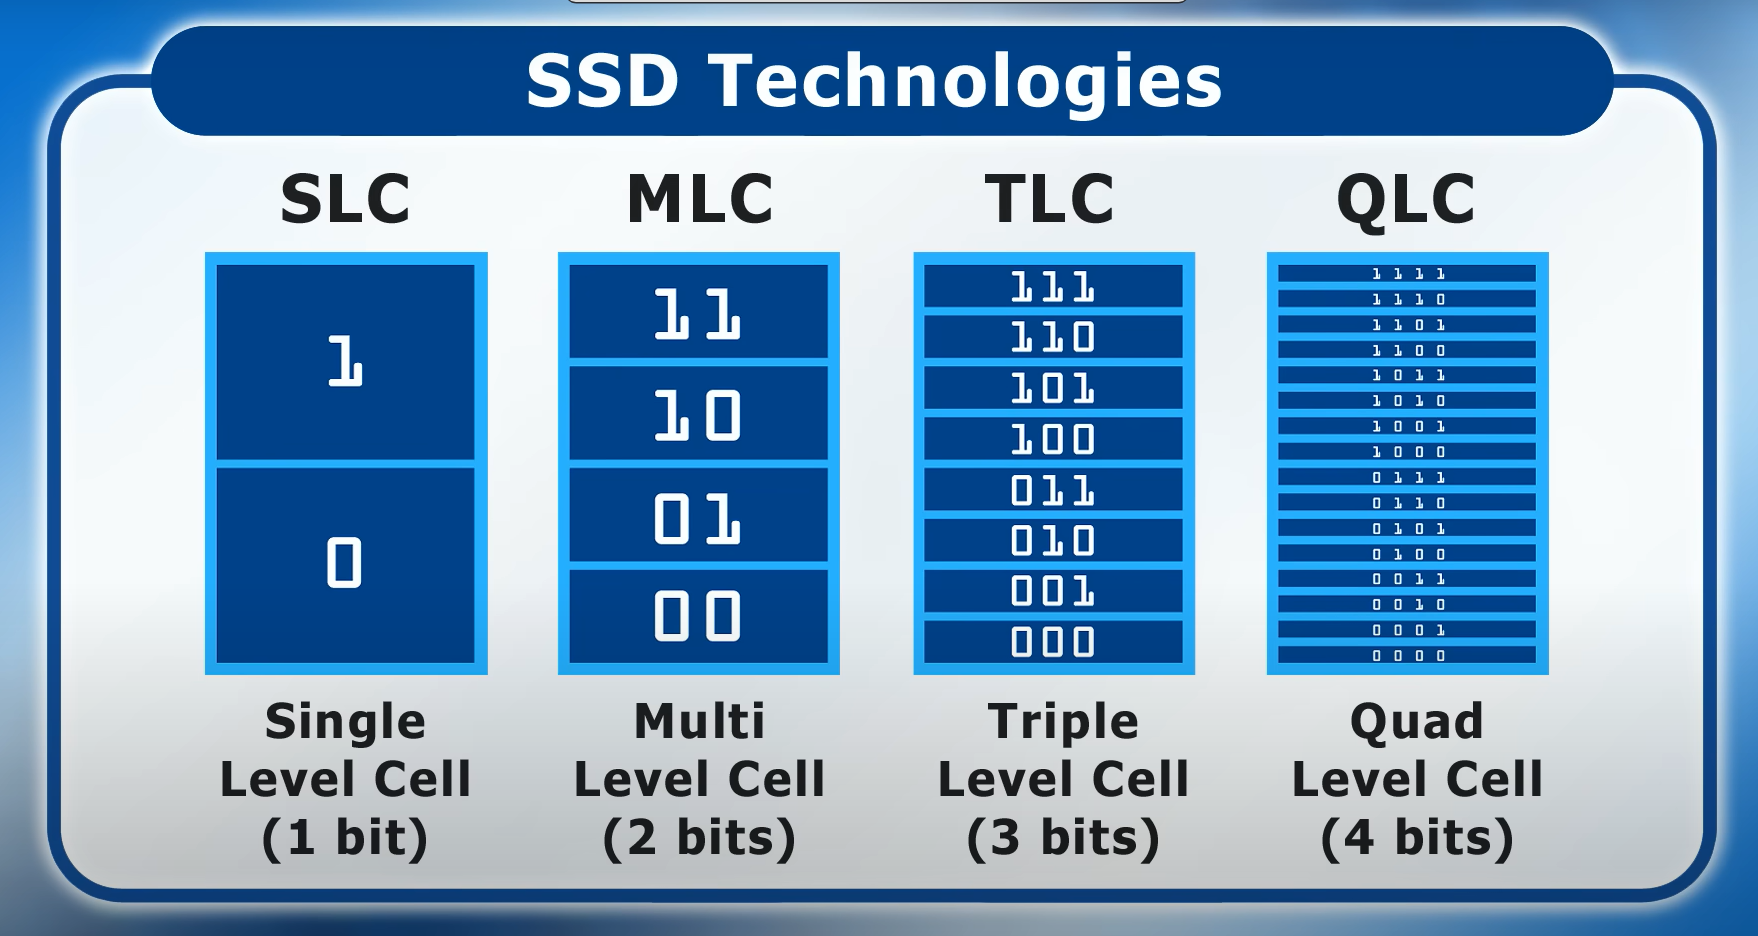 SSD Technologies
SLC
1
0
Single
Level Cell
(1 bit)
MLC
11
10
01
00
Multi
Level Cell
(2 bits)
TLC
111
110
101
100
011
010
001
000
Triple
Level Cell
(3 bits)
QLC
1111
1110
1101
1100
1011
1010
1001
1000
0111
0110
0101
0100
0011
0010
0001
0000
Quad
Level Cell
(4 bits)